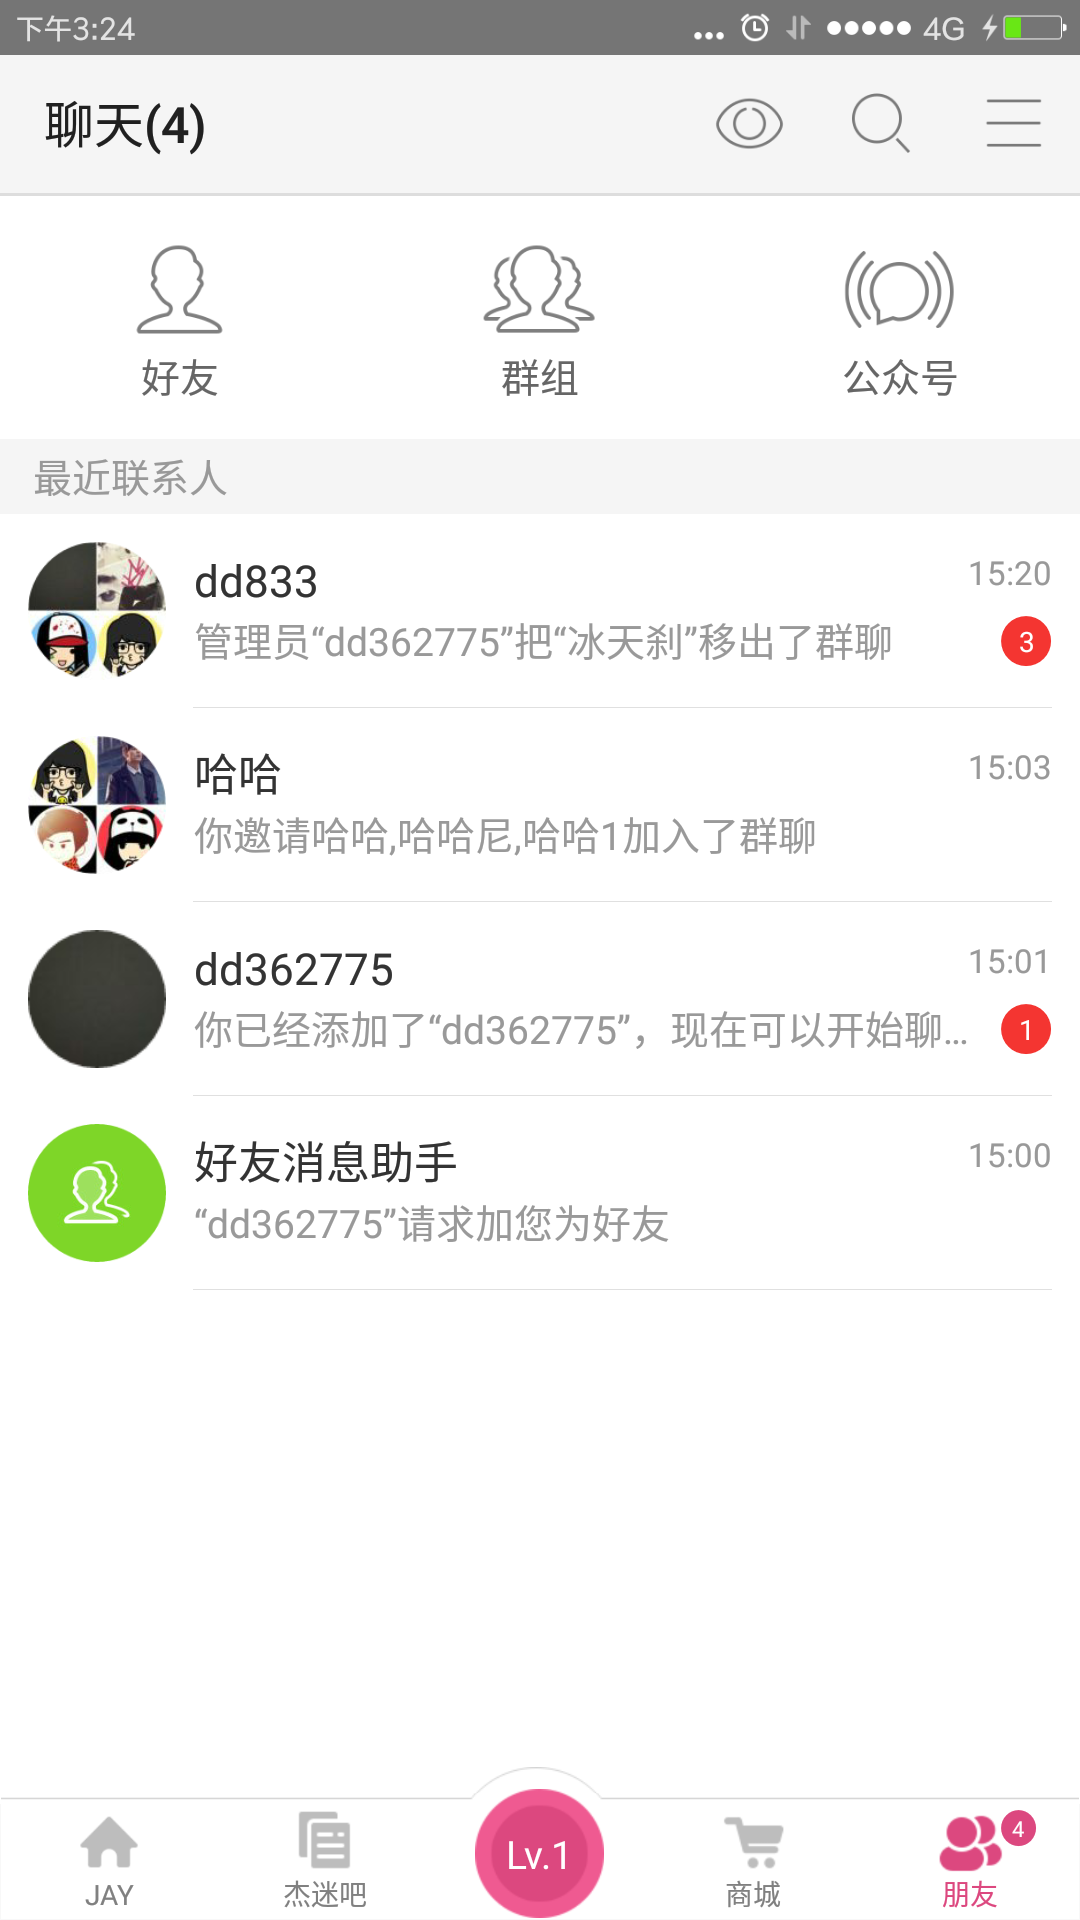 下午3:24
4G
聊天(4)
好友
群组
公众号
最近联系人
dd833
15:20
管理员“dd362775”把“冰天刹”移出了群聊
3
哈哈
15:03
你邀请哈哈,哈哈尼,哈哈1加入了群聊
dd362775
15:01
你已经添加了“dd362775”，现在可以开始聊...
1
好友消息助手
15:00
“dd362775”请求加您为好友
JAY
杰迷吧
Lv.1
商城
朋友
4